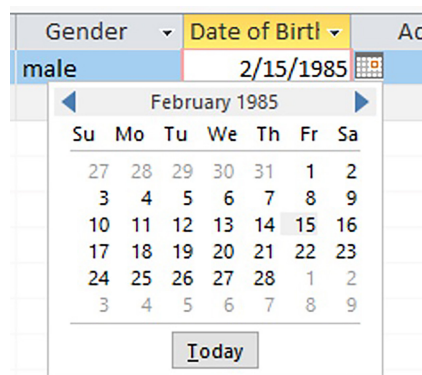 Gender Date of Birth Ac
male 2/15/1985
February 1985
Su Mo Tu We Th Fr Sa
27 28 29 30 31 1 2
3 4 5 6 7 8 9
10 11 12 13 14 15 16
17 18 19 20 21 22 23
24 25 26 27 28 1 2
3 4 5 6 7 8 9
Today